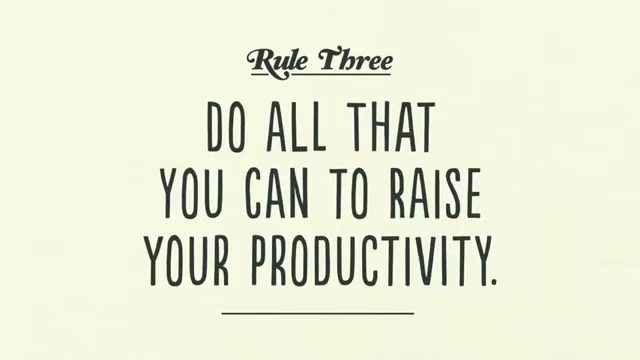 Rule Three
DO ALL THAT
YOU CAN TO RAISE
YOUR PRODUCTIVITY.